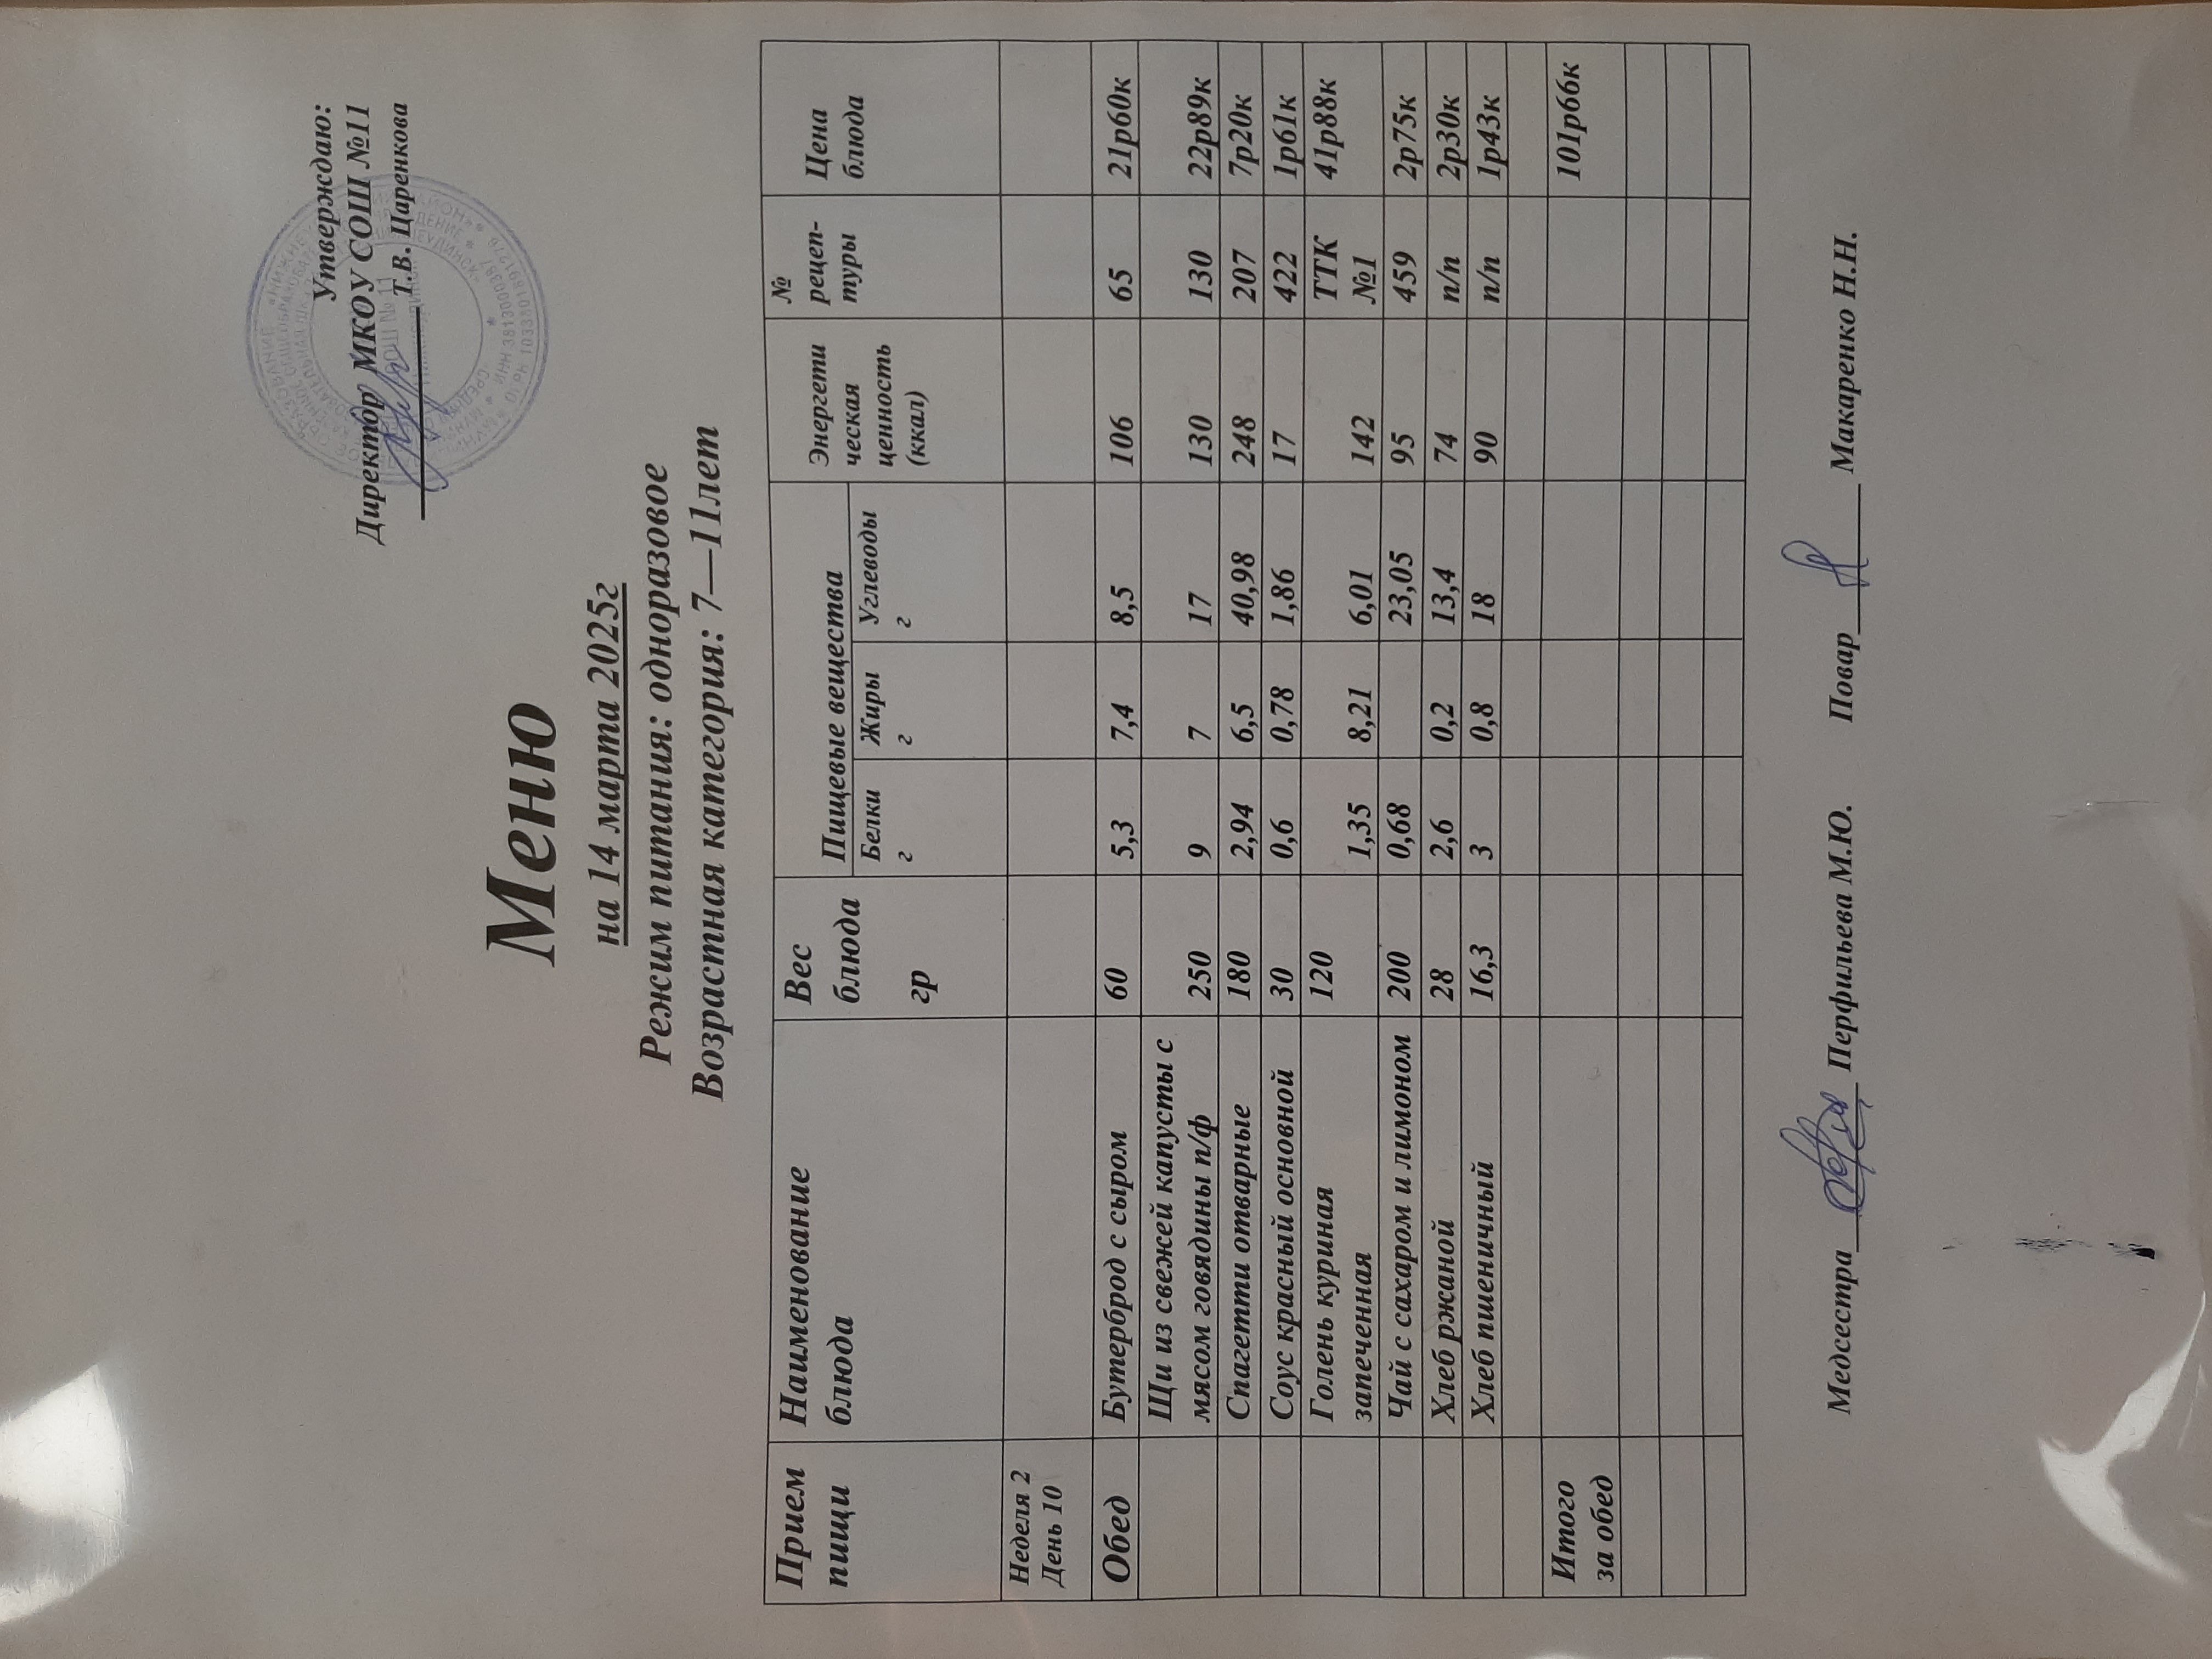 Утверждаю:
Директор МКОУ СОШ №11
Т.В. Царенкова
Меню
на 14 марта 2025г
Режим питания: одноразовое
Возрастная категория: 7—11лет
Прием пищи Наименование блюда Вес блюда гр Пищевые вещества Энергети ческая ценность (ккал) № рецеп- туры Цена блюда
Белки г Жиры г Углеводы г
Неделя 2
День 10
Обед Бутерброд с сыром 60 5,3 7,4 8,5 106 65 21р60к
Щи из свежей капусты с
мясом говядины п/ф 250 9 7 17 130 130 22р89к
Спагетти отварные 180 2,94 6,5 40,98 248 207 7р20к
Соус красный основной 30 0,6 0,78 1,86 17 422 1р61к
Голень куриная 120 ТТК 41р88к
запеченная 1,35 8,21 6,01 142 №1
Чай с сахаром и лимоном 200 0,68 23,05 95 459 2р75к
Хлеб ржаной 28 2,6 0,2 13,4 74 п/п 2р30к
Хлеб пшеничный 16,3 3 0,8 18 90 п/п 1р43к
Итого 101р66к
за обед
Медсестра Перфильева М.Ю. Повар Макаренко Н.Н.